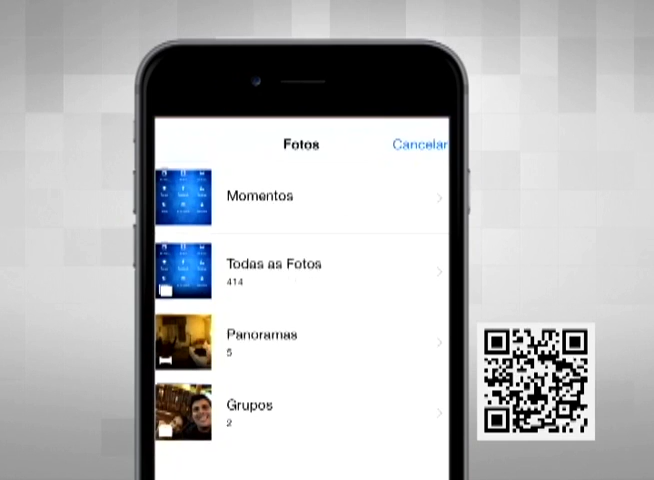 Fotos
Cancelar
Momentos
Todas as Fotos
414
Panoramas
5
Grupos
2